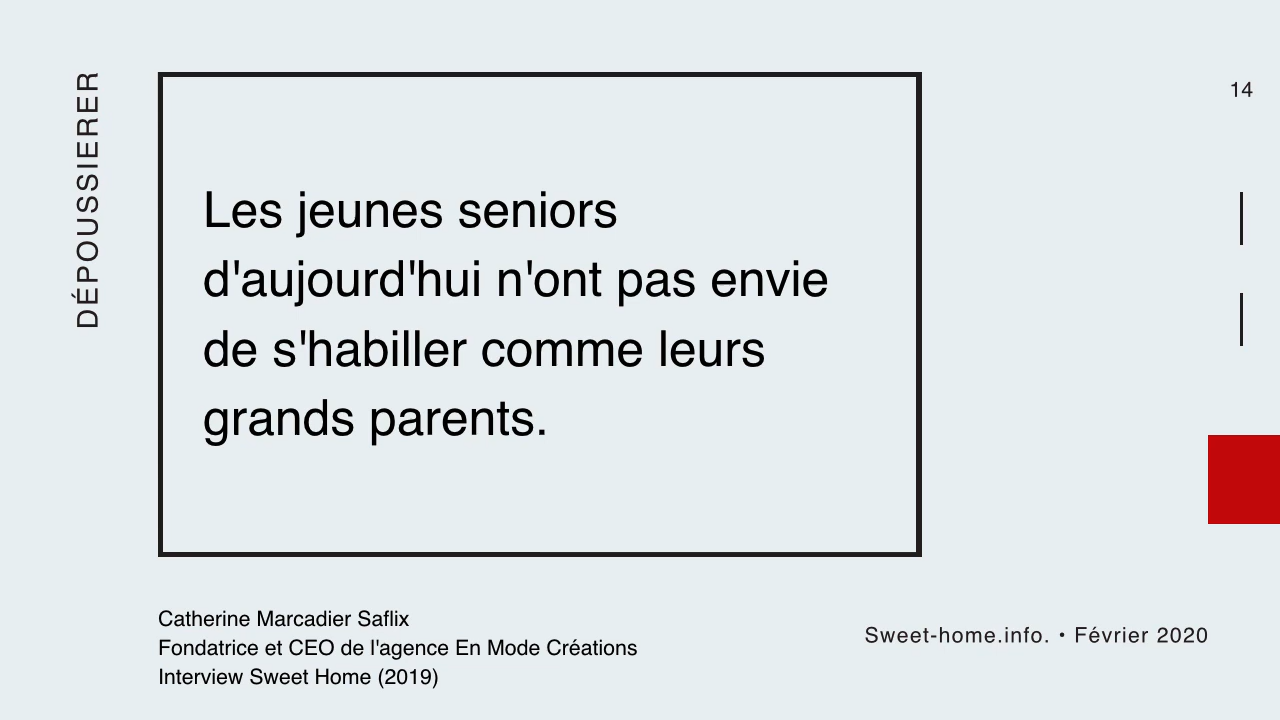 DÉPOUSSIERER
14
Les jeunes seniors
d'aujourd'hui n'ont pas envie
de s'habiller comme leurs
grands parents.
Catherine Marcadier Saflix
Fondatrice et CEO de l'agence En Mode Créations
Interview Sweet Home (2019)
Sweet-home.info. • Février 2020